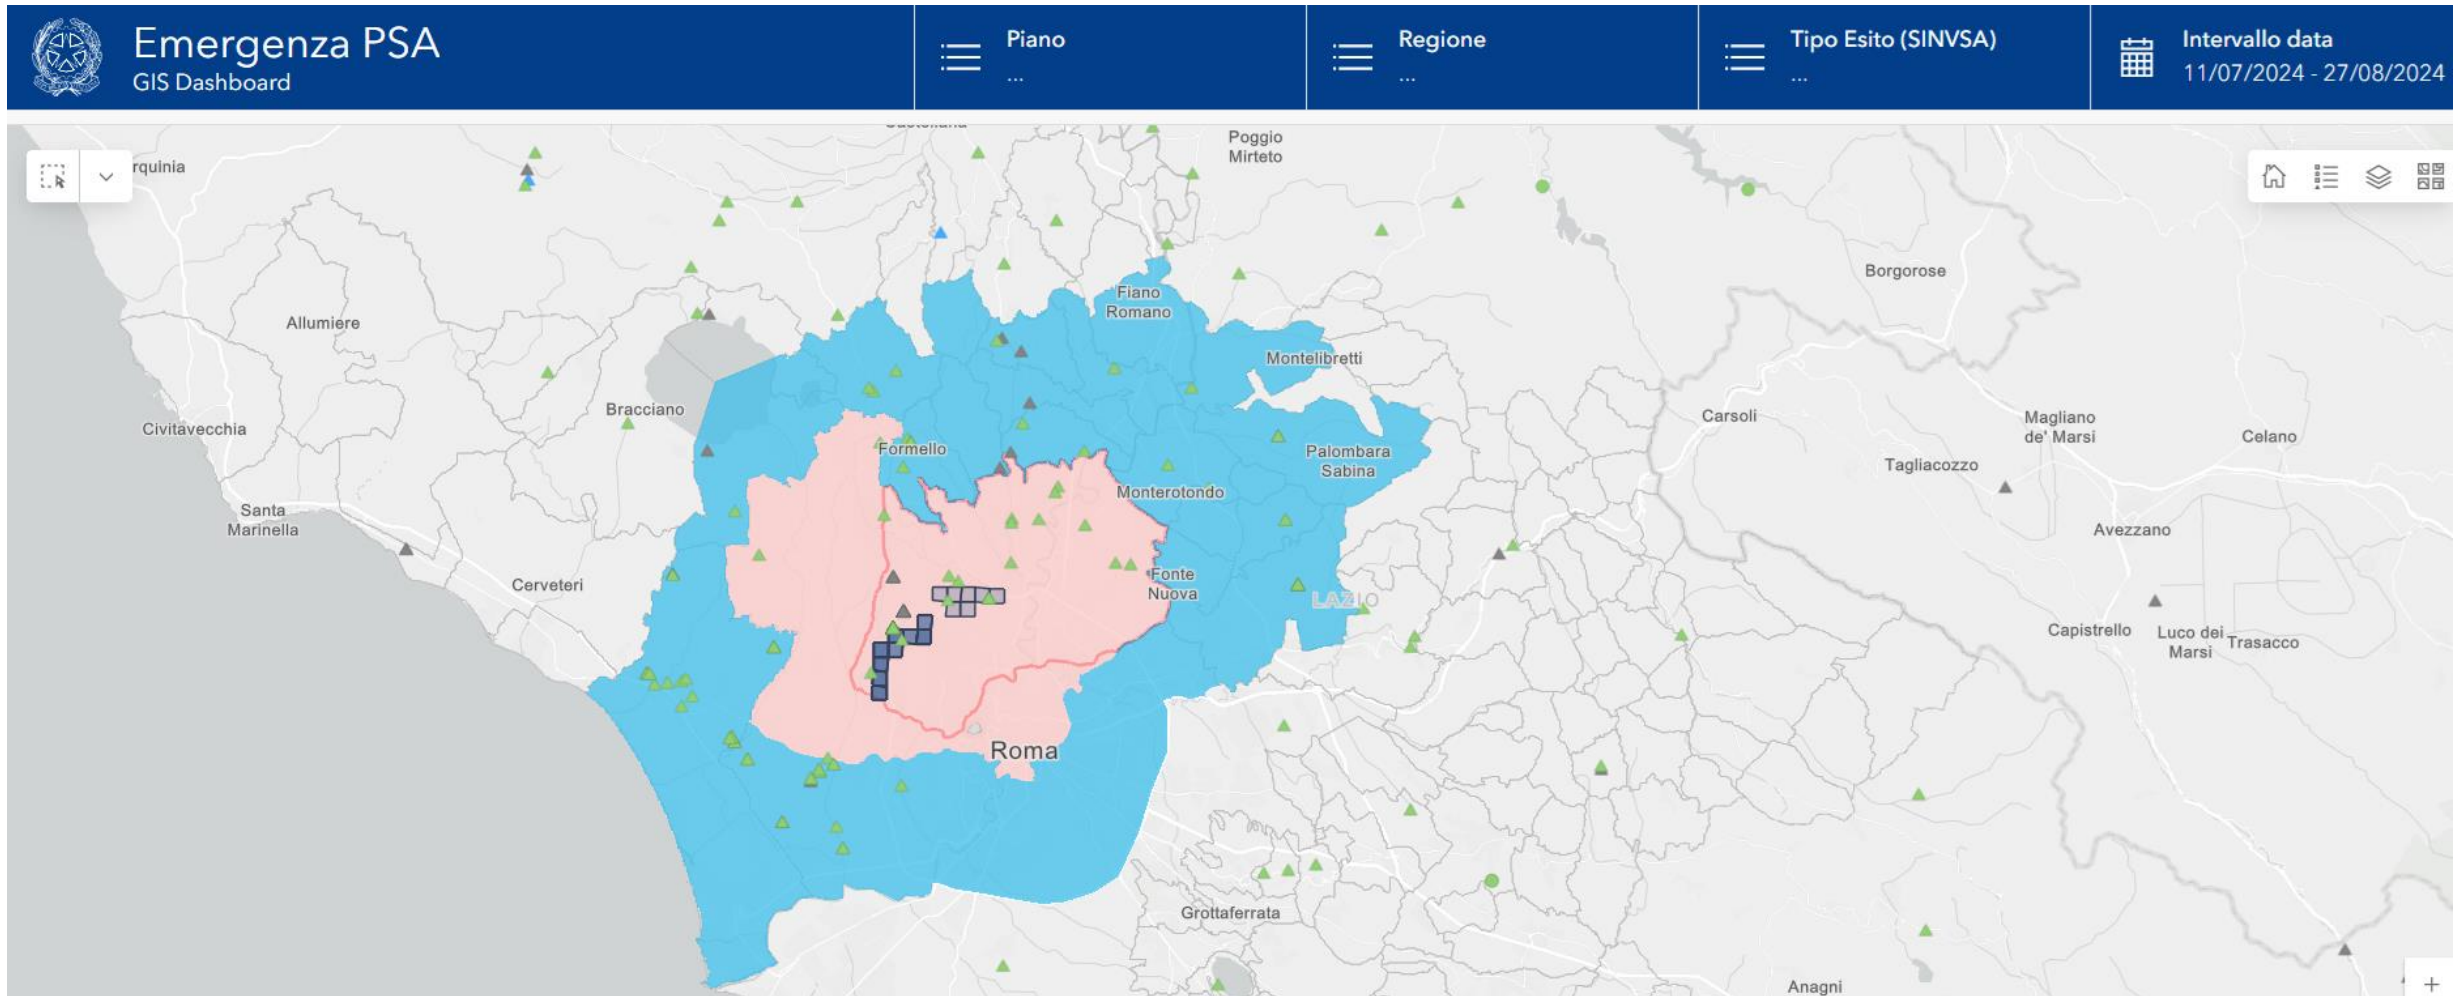 Emergenza PSA
GIS Dashboard
Piano
...
Regione
...
Tipo Esito (SINVSA)
...
Intervallo data
11/07/2024 - 27/08/2024
Poggio
Mirteto
rquinia
Borgorose
Fiano
Romano
Allumiere
Montelibretti
Bracciano
Carsoli
Magliano
de' Marsi
Civitavecchia
Celano
Formello
Palombara
Sabina
Tagliacozzo
Monterotondo
Santa
Marinella
Avezzano
Cerveteri
Fonte
Nuova
LAZIO
Capistrello
Luco dei
Marsi
Trasacco
Roma
Grottaferrata
Anagni